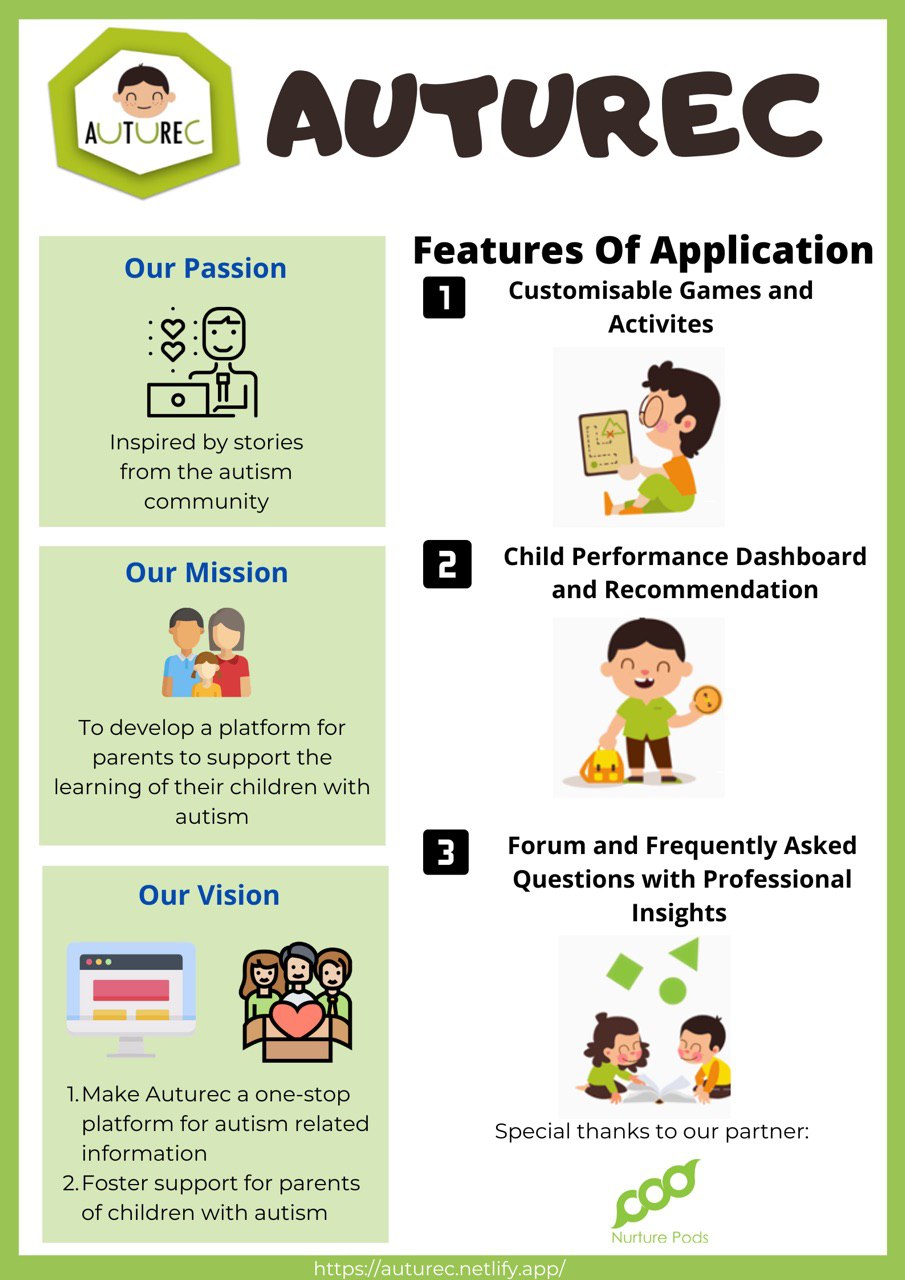 AUTUREC
AUTUREC
Our Passion
Inspired by stories
from the autism
community
Our Mission
To develop a platform for
parents to support the
learning of their children with
autism
Our Vision
1. Make Auturec a one-stop
platform for autism related
information
2. Foster support for parents
of children with autism
Features Of Application
1
Customisable Games and
Activites
2
Child Performance Dashboard
and Recommendation
3
Forum and Frequently Asked
Questions with Professional
Insights
Special thanks to our partner:
Nurture Pods
https://auturec.netlify.app/